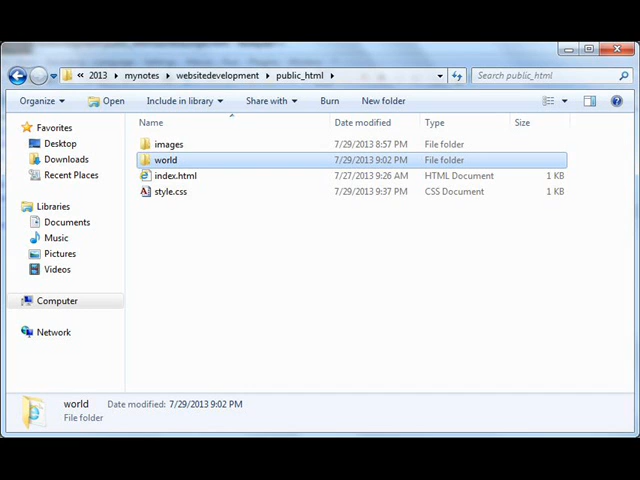 « 2013 ▸ mynotes ▸ websitedevelopment ▸ public_html ▸
Search public_html
Organize Open Include in library Share with Burn New folder
Favorites
Desktop
Downloads
Recent Places
Libraries
Documents
Music
Pictures
Videos
Computer
Network
Name Date modified Type Size
images 7/29/2013 8:57 PM File folder
world 7/29/2013 9:02 PM File folder
index.html 7/27/2013 9:26 AM HTML Document 1 KB
style.css 7/29/2013 9:37 PM CSS Document 1 KB
world Date modified: 7/29/2013 9:02 PM
File folder